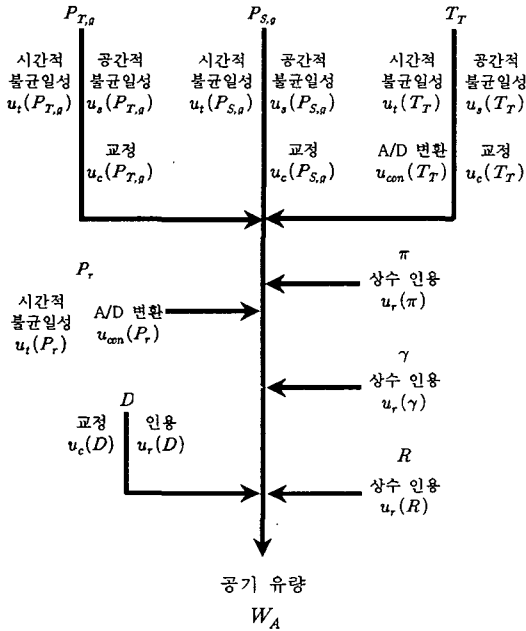 P_{T,g} P_{S,g} T_T
시간적 공간적 시간적 공간적 시간적 공간적
불균일성 불균일성 불균일성 불균일성 불균일성 불균일성
u_t(P_{T,g}) u_s(P_{T,g}) u_t(P_{S,g}) u_s(P_{S,g}) u_t(T_T) u_s(T_T)
교정 교정 A/D 변환 교정
u_c(P_{T,g}) u_c(P_{S,g}) u_{con}(T_T) u_c(T_T)
P_r
시간적
불균일성 A/D 변환
u_t(P_r) u_{con}(P_r)
π
상수 인용
u_r(π)
γ
상수 인용
u_r(γ)
D
교정 인용
u_c(D) u_r(D)
R
상수 인용
u_r(R)
공기 유량
W_A